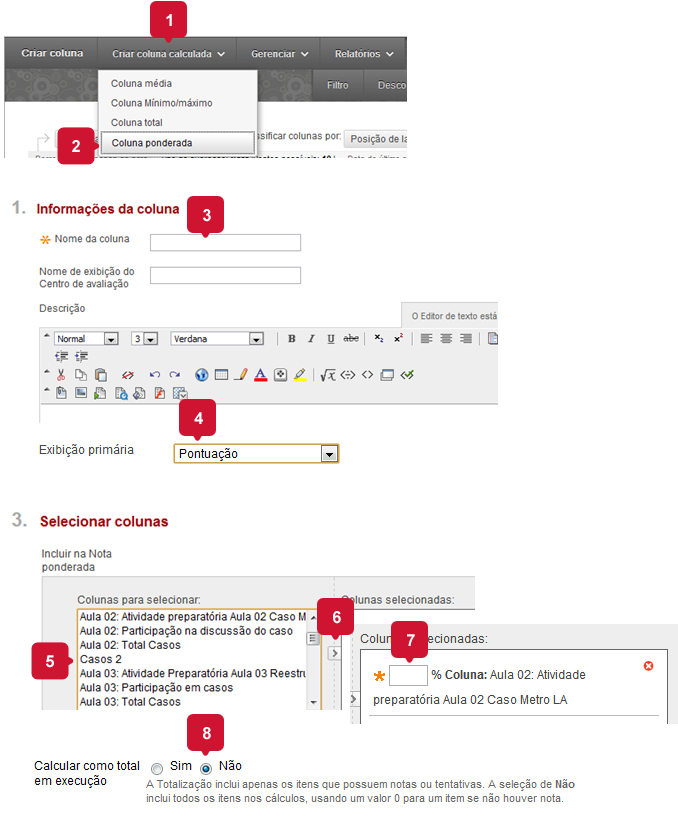 1
Criar coluna Criar coluna calculada Gerenciar Relatórios
Coluna média Filtro
Coluna Mínimo/máximo
Coluna total
Coluna ponderada
2
colunas por: Posição de
1. Informações da coluna
3
Nome da coluna
Nome de exibição do
Centro de avaliação
Descrição
O Editor de texto está
Normal 3 Verdana B I U abc x₂ x²
4
Exibição primária Pontuação
3. Selecionar colunas
Incluir na Nota
ponderada
Colunas para selecionar: Colunas selecionadas:
Aula 02: Atividade preparatória Aula 02 Caso M
Aula 02: Participação na discussão do caso
Aula 02: Total Casos
Casos 2
Aula 03: Atividade Preparatória Aula 03 Reestru
Aula 03: Participação em casos
Aula 03: Total Casos
5
6
7
selecionadas:
% Coluna: Aula 02: Atividade
preparatória Aula 02 Caso Metro LA
8
Calcular como total
em execução
Sim Não
A Totalização inclui apenas os itens que possuem notas ou tentativas. A seleção de Não
inclui todos os itens nos cálculos, usando um valor 0 para um item se não houver nota.